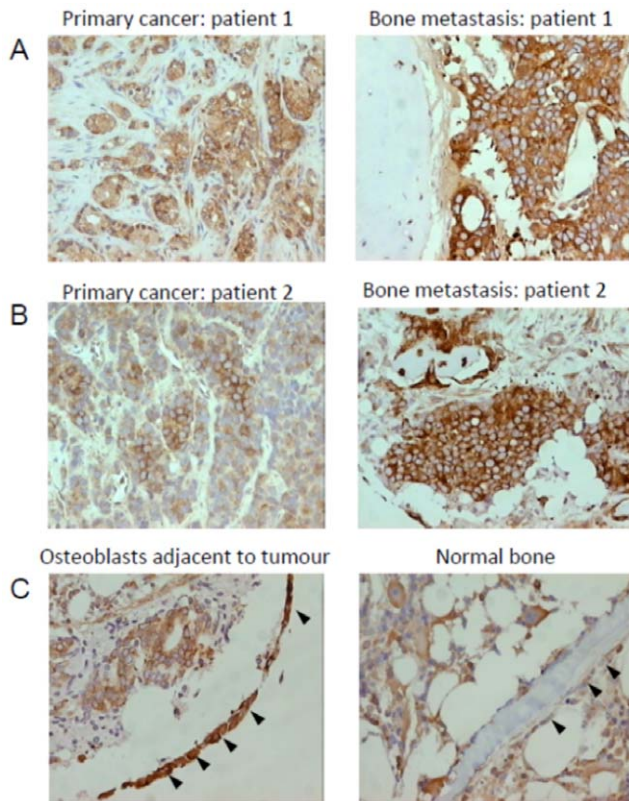 Primary cancer: patient 1
Bone metastasis: patient 1
A
Primary cancer: patient 2
Bone metastasis: patient 2
B
Osteoblasts adjacent to tumour
Normal bone
C